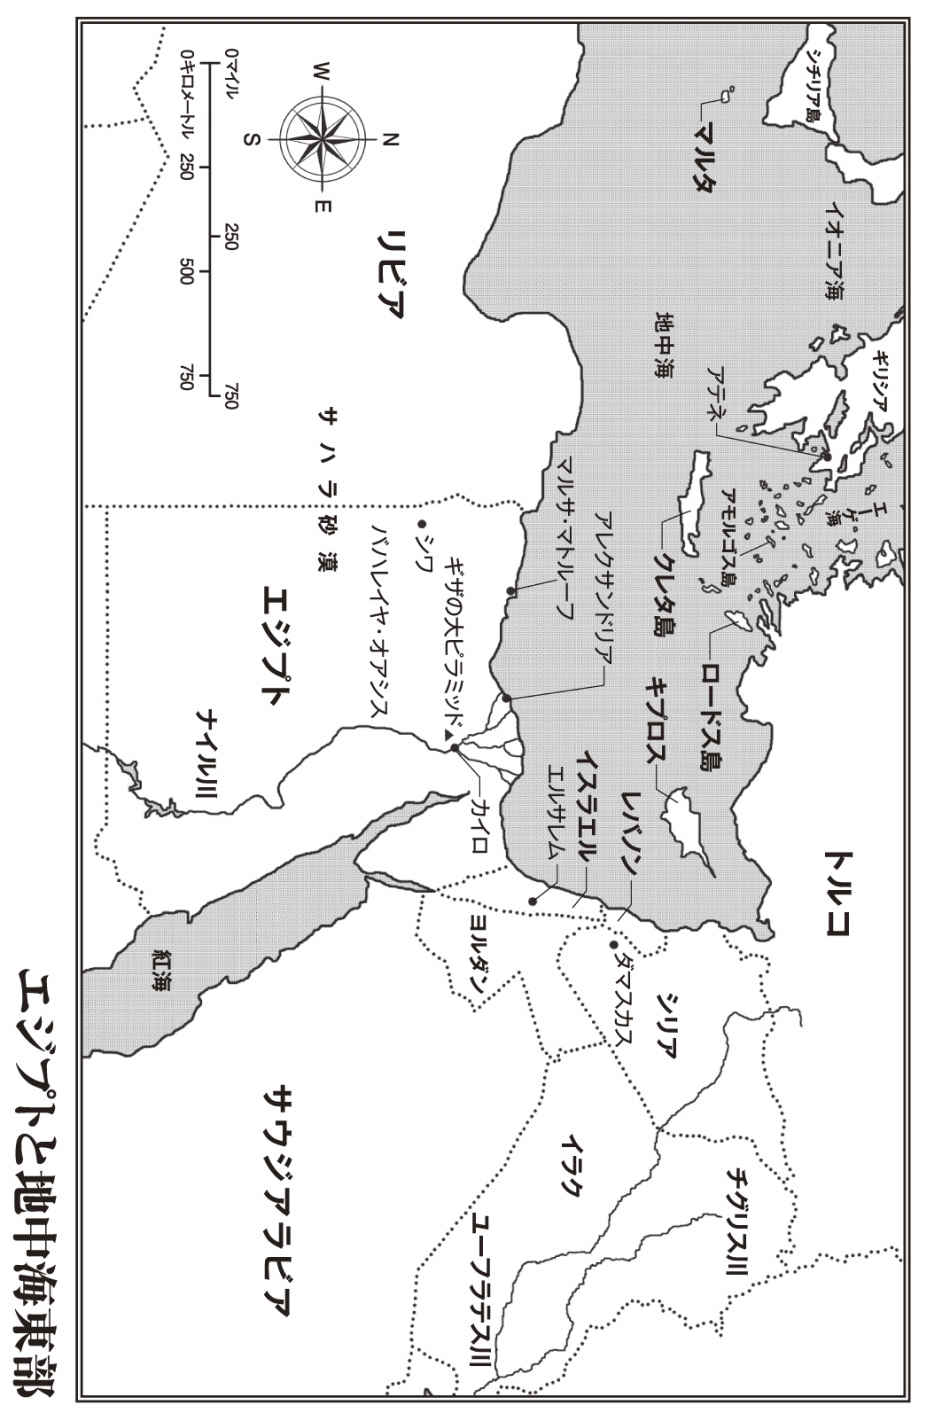 シチリア島
マルタ
イオニア海
地中海
ギリシア
アテネ
エーゲ海
アモルゴス島
クレタ島
ロードス島
キプロス
トルコ
W
N
S
E
0マイル
250
750
0キロメートル
250
500
750
リビア
サハラ砂漠
マルサ・マトルーフ
アレクサンドリア
シワ
ギザの大ピラミッド
バハレイヤ・オアシス
エジプト
ナイル川
カイロ
イスラエル
エルサレム
レバノン
ヨルダン
ダマスカス
シリア
紅海
サウジアラビア
イラク
チグリス川
ユーフラテス川
エジプトと地中海東部